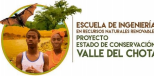 ESCUELA DE INGENIERÍA
EN RECURSOS NATURALES RENOVABLES
PROYECTO
ESTADO DE CONSERVACIÓN
VALLE DEL CHOTA